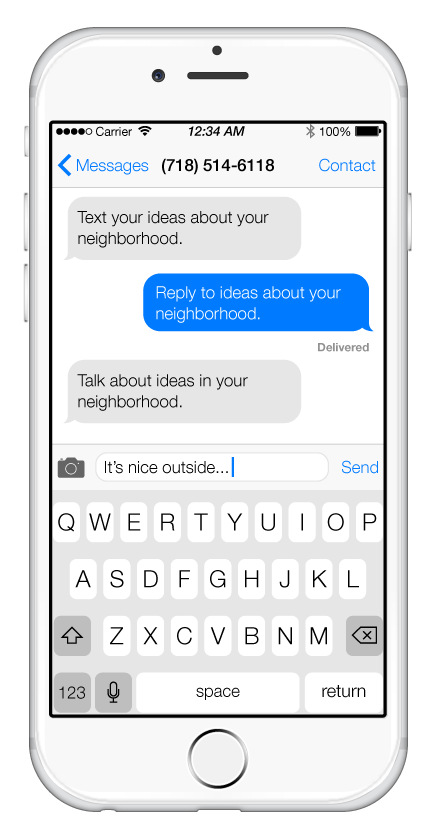 Carrier 12:34 AM 100%
Messages (718) 514-6118 Contact
Text your ideas about your
neighborhood.
Reply to ideas about your
neighborhood.
Delivered
Talk about ideas in your
neighborhood.
It's nice outside... Send
Q W E R T Y U I O P
A S D F G H J K L
Z X C V B N M
123 space return